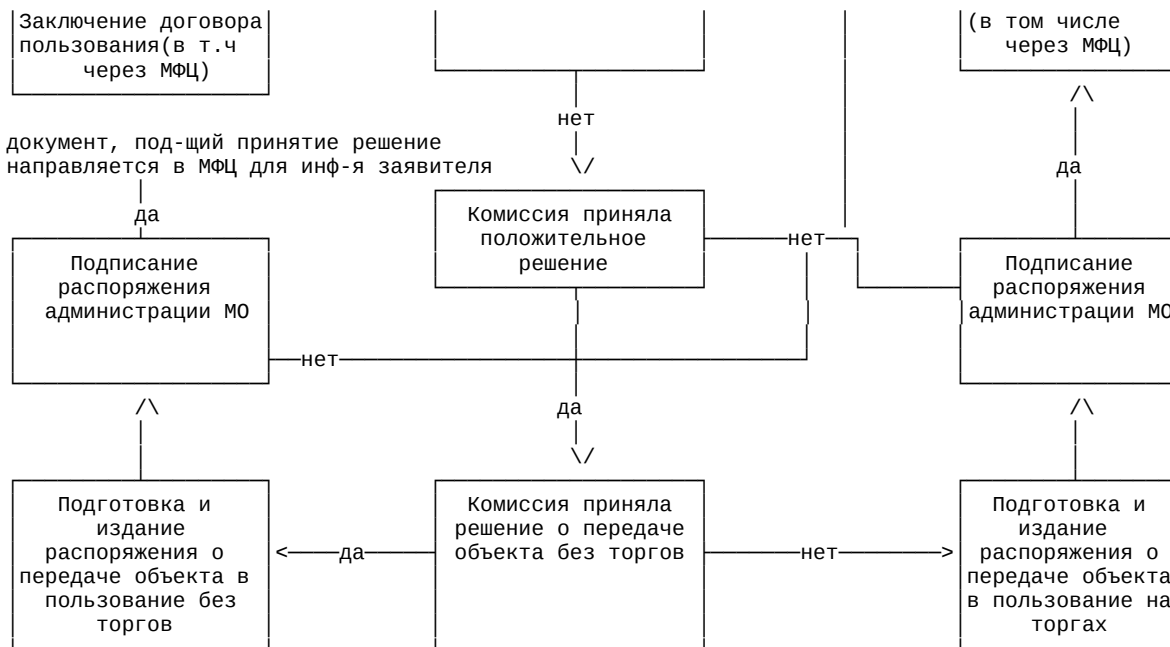 Заключение договора
пользования(в т.ч
через МФЦ)
(в том числе
через МФЦ)
нет
документ, под-щий принятие решение
направляется в МФЦ для инф-я заявителя
да
да
Комиссия приняла
положительное
решение
нет
Подписание
распоряжения
администрации МО
Подписание
распоряжения
администрации МО
нет
да
Подготовка и
издание
распоряжения о
передаче объекта в
пользование без
торгов
да
Комиссия приняла
решение о передаче
объекта без торгов
нет
Подготовка и
издание
распоряжения о
передаче объекта
в пользование на
торгах